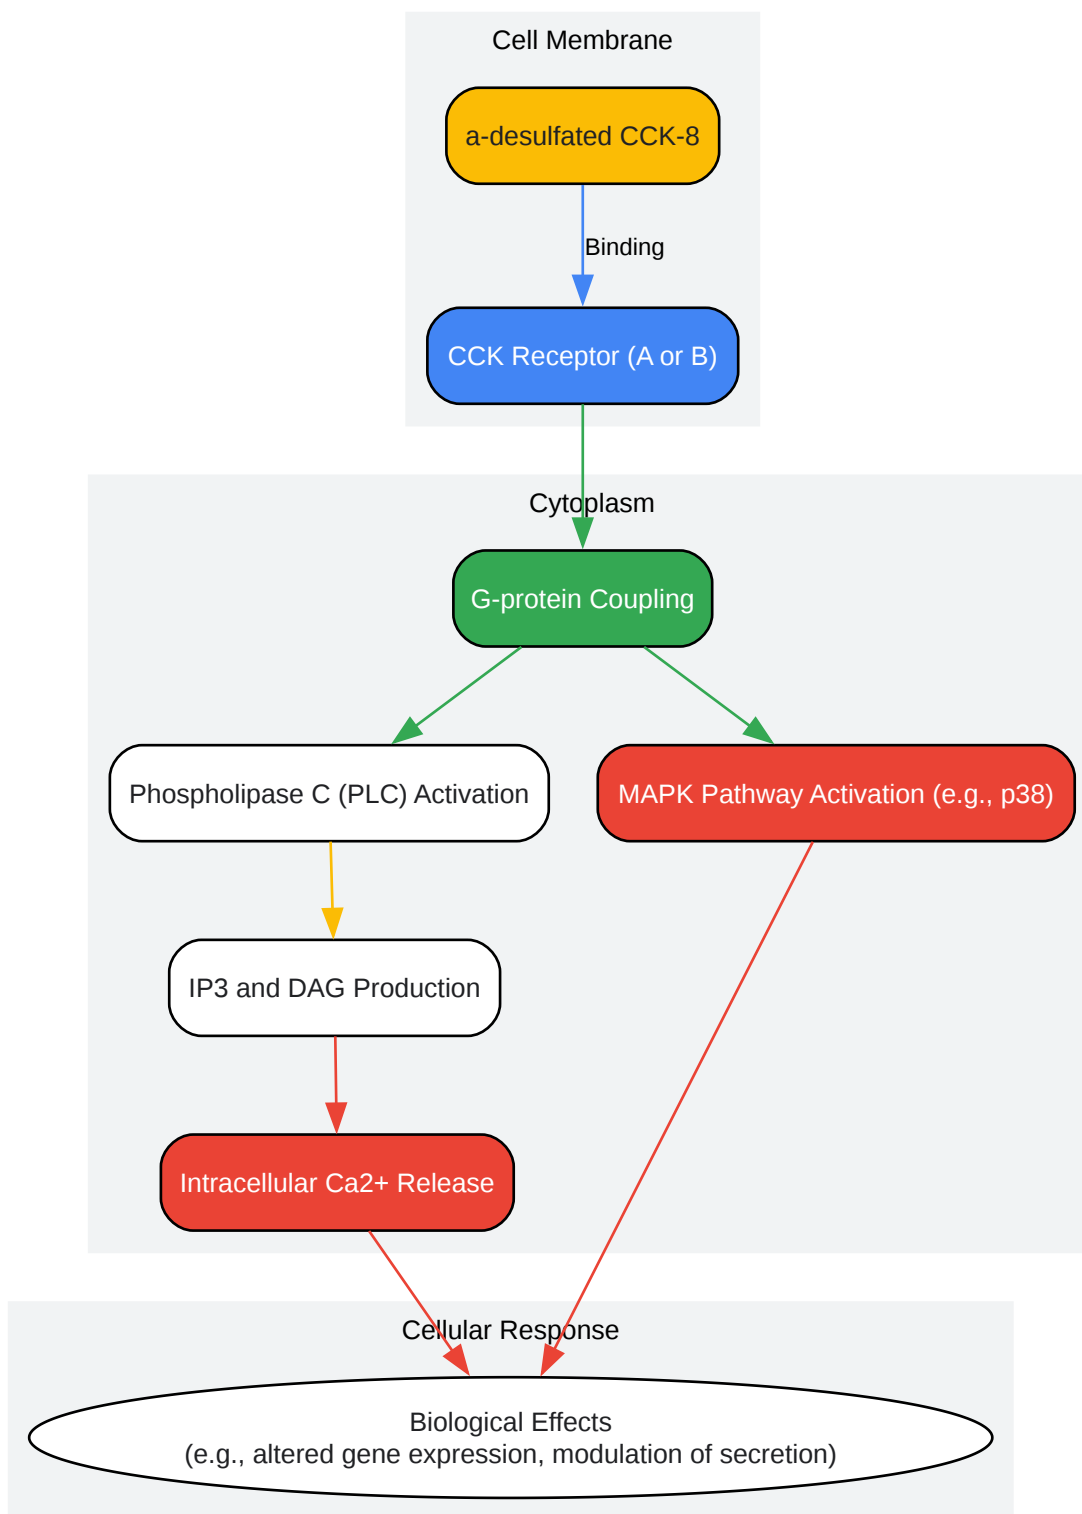 Cell Membrane
a-desulfated CCK-8
Binding
CCK Receptor (A or B)
Cytoplasm
G-protein Coupling
Phospholipase C (PLC) Activation
MAPK Pathway Activation (e.g., p38)
IP3 and DAG Production
Intracellular Ca2+ Release
Cellular Response
Biological Effects
(e.g., altered gene expression, modulation of secretion)